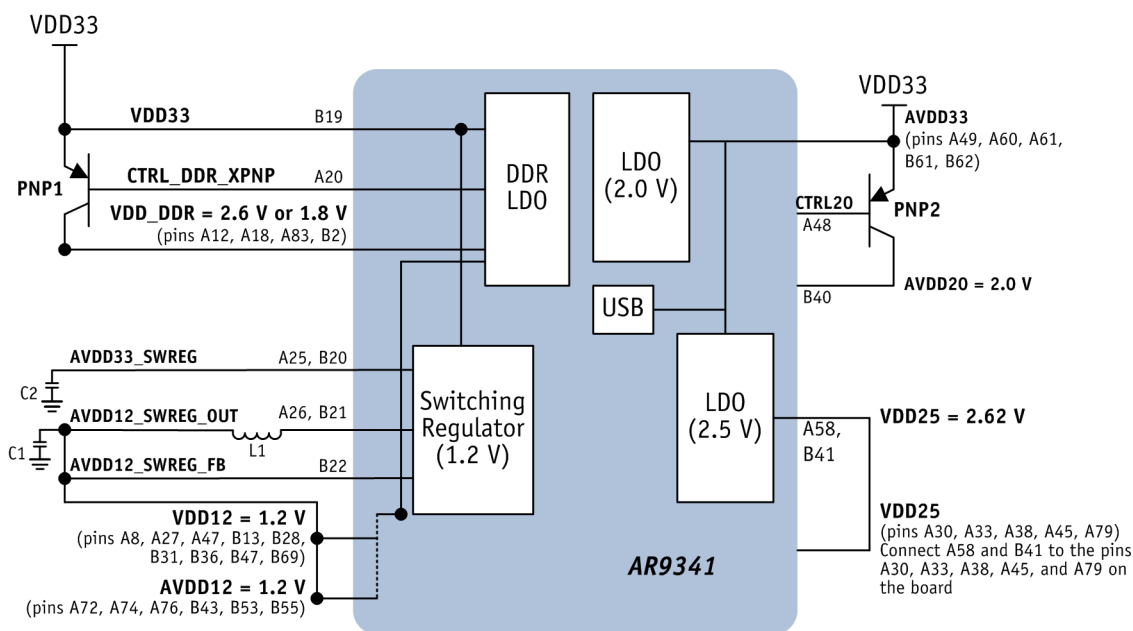 VDD33
VDD33
B19
PNP1
CTRL_DDR_XPNP
A20
VDD_DDR = 2.6 V or 1.8 V
(pins A12, A18, A83, B2)
DDR
LDO
LDO
(2.0 V)
USB
VDD33
AVDD33
(pins A49, A60, A61,
B61, B62)
CTRL20
A48
PNP2
B40
AVDD20 = 2.0 V
AVDD33_SWREG
A25, B20
C2
AVDD12_SWREG_OUT
A26, B21
C1
L1
AVDD12_SWREG_FB
B22
Switching
Regulator
(1.2 V)
LDO
(2.5 V)
A58,
B41
VDD25 = 2.62 V
VDD12 = 1.2 V
(pins A8, A27, A47, B13, B28,
B31, B36, B47, B69)
AVDD12 = 1.2 V
(pins A72, A74, A76, B43, B53, B55)
AR9341
VDD25
(pins A30, A33, A38, A45, A79)
Connect A58 and B41 to the pins
A30, A33, A38, A45, and A79 on
the board